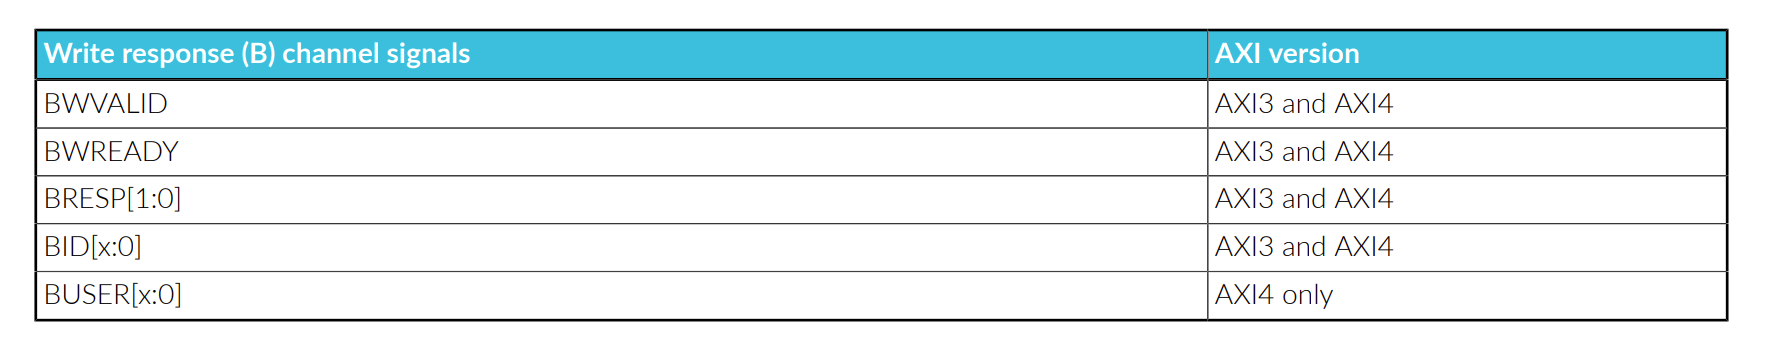 Write response (B) channel signals AXI version
BWVALID AXI3 and AXI4
BWREADY AXI3 and AXI4
BRESP[1:0] AXI3 and AXI4
BID[x:0] AXI3 and AXI4
BUSER[x:0] AXI4 only